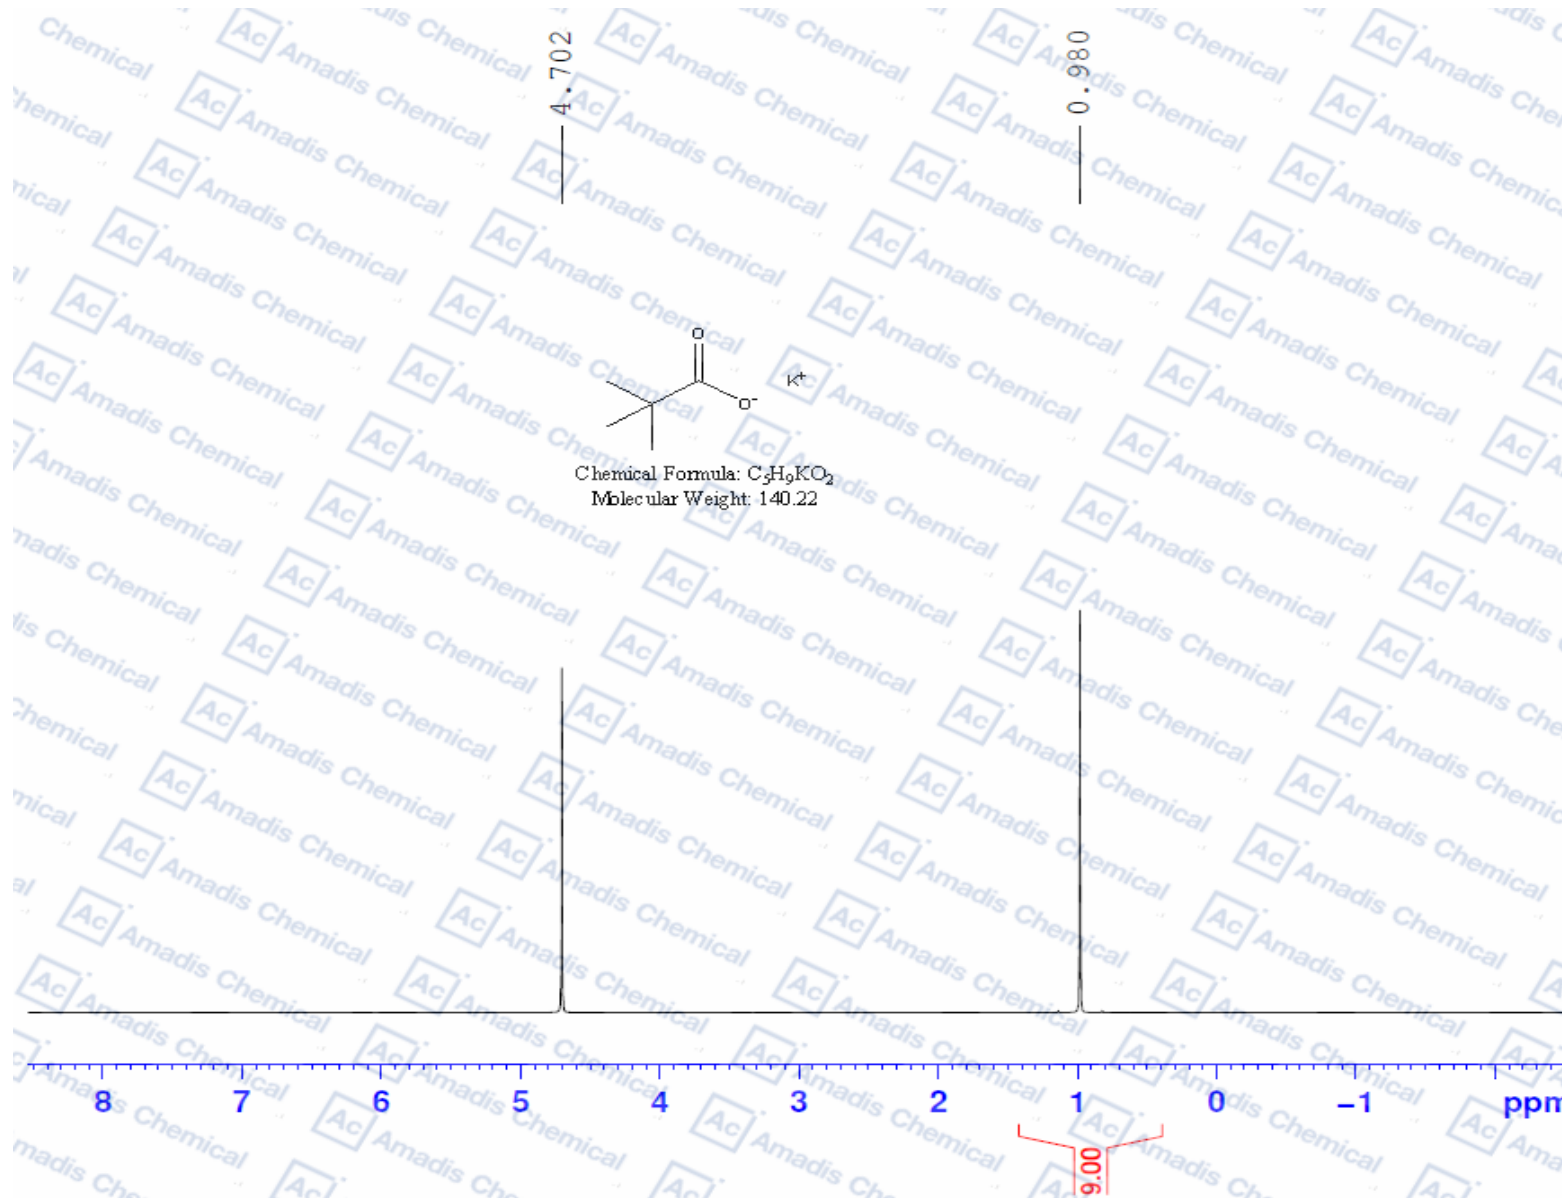 4.702
0.980
O
K+
O-
Chemical Formula: C5H9KO2
Molecular Weight: 140.22
8 7 6 5 4 3 2 1 0 -1 ppm
9.00
Ac Amadis Chemical